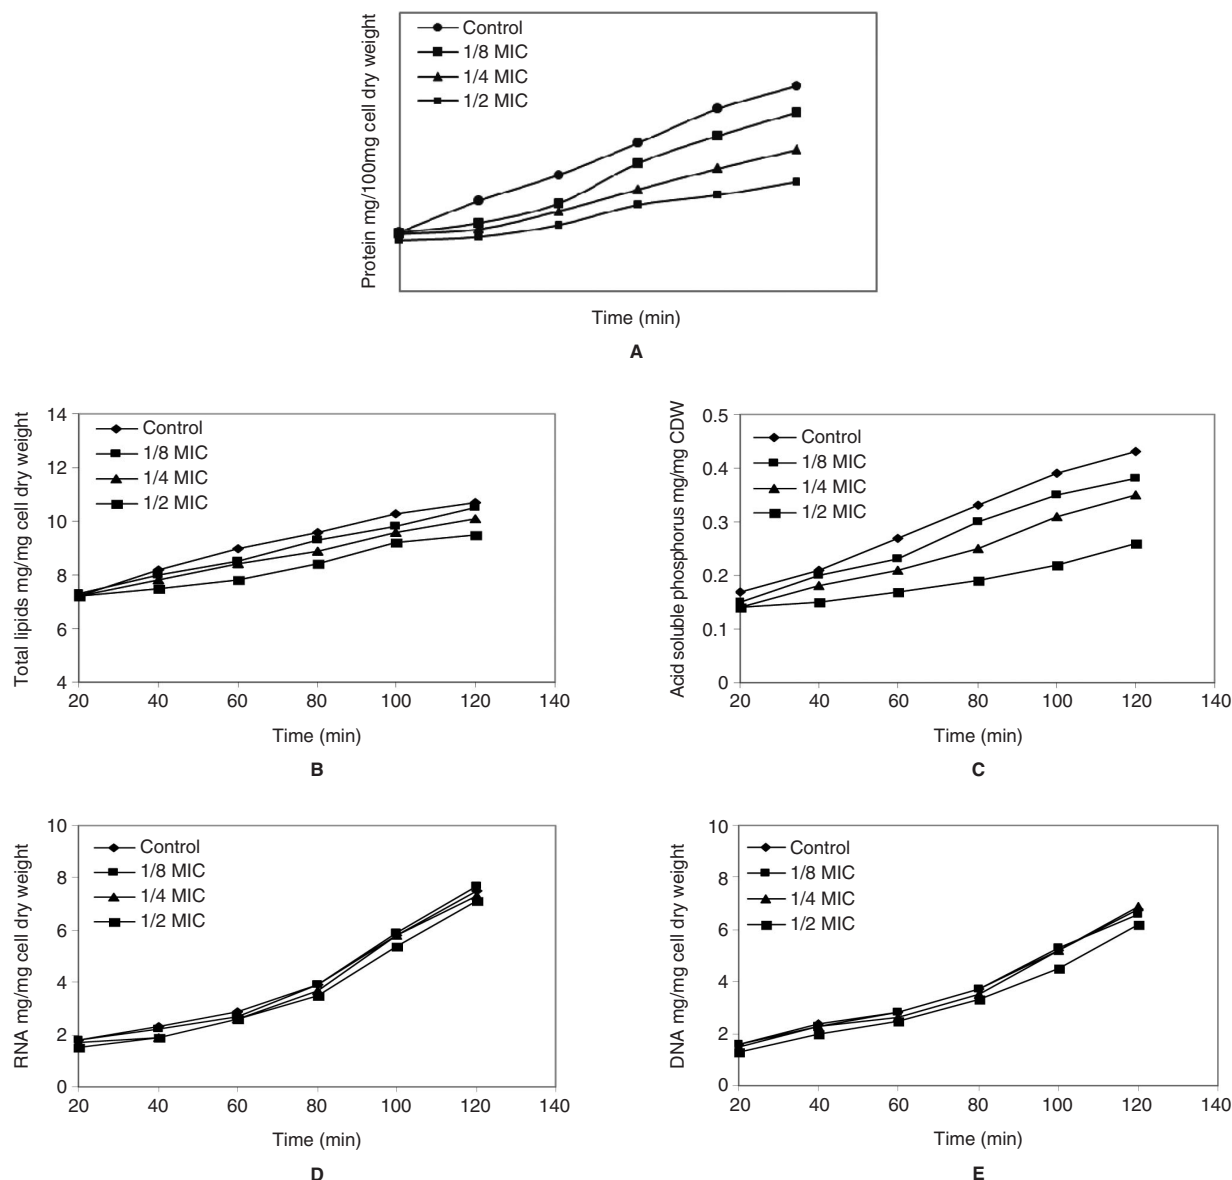 Protein mg/100mg cell dry weight
Control
1/8 MIC
1/4 MIC
1/2 MIC
Time (min)
A
Total lipids mg/mg cell dry weight
14
12
10
8
6
4
Control
1/8 MIC
1/4 MIC
1/2 MIC
20 40 60 80 100 120 140
Time (min)
B
Acid soluble phosphorus mg/mg CDW
0.5
0.4
0.3
0.2
0.1
0
Control
1/8 MIC
1/4 MIC
1/2 MIC
20 40 60 80 100 120 140
Time (min)
C
RNA mg/mg cell dry weight
10
8
6
4
2
0
Control
1/8 MIC
1/4 MIC
1/2 MIC
20 40 60 80 100 120 140
Time (min)
D
DNA mg/mg cell dry weight
10
8
6
4
2
0
Control
1/8 MIC
1/4 MIC
1/2 MIC
20 40 60 80 100 120 140
Time (min)
E